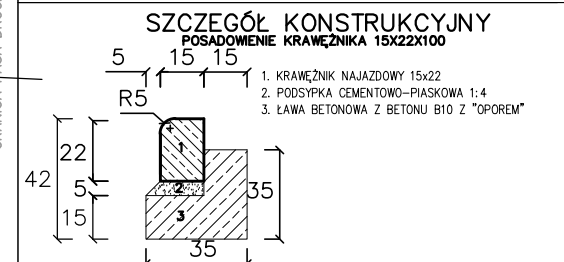 SZCZEGÓŁ KONSTRUKCYJNY
POSADOWIENIE KRAWĘŻNIKA 15X22X100
5 15 15
1. KRAWĘŻNIK NAJAZDOWY 15x22
2. PODSYPKA CEMENTOWO-PIASKOWA 1:4
3. ŁAWA BETONOWA Z BETONU B10 Z "OPOREM"
R5
1
22
42
2
5
35
3
15
35